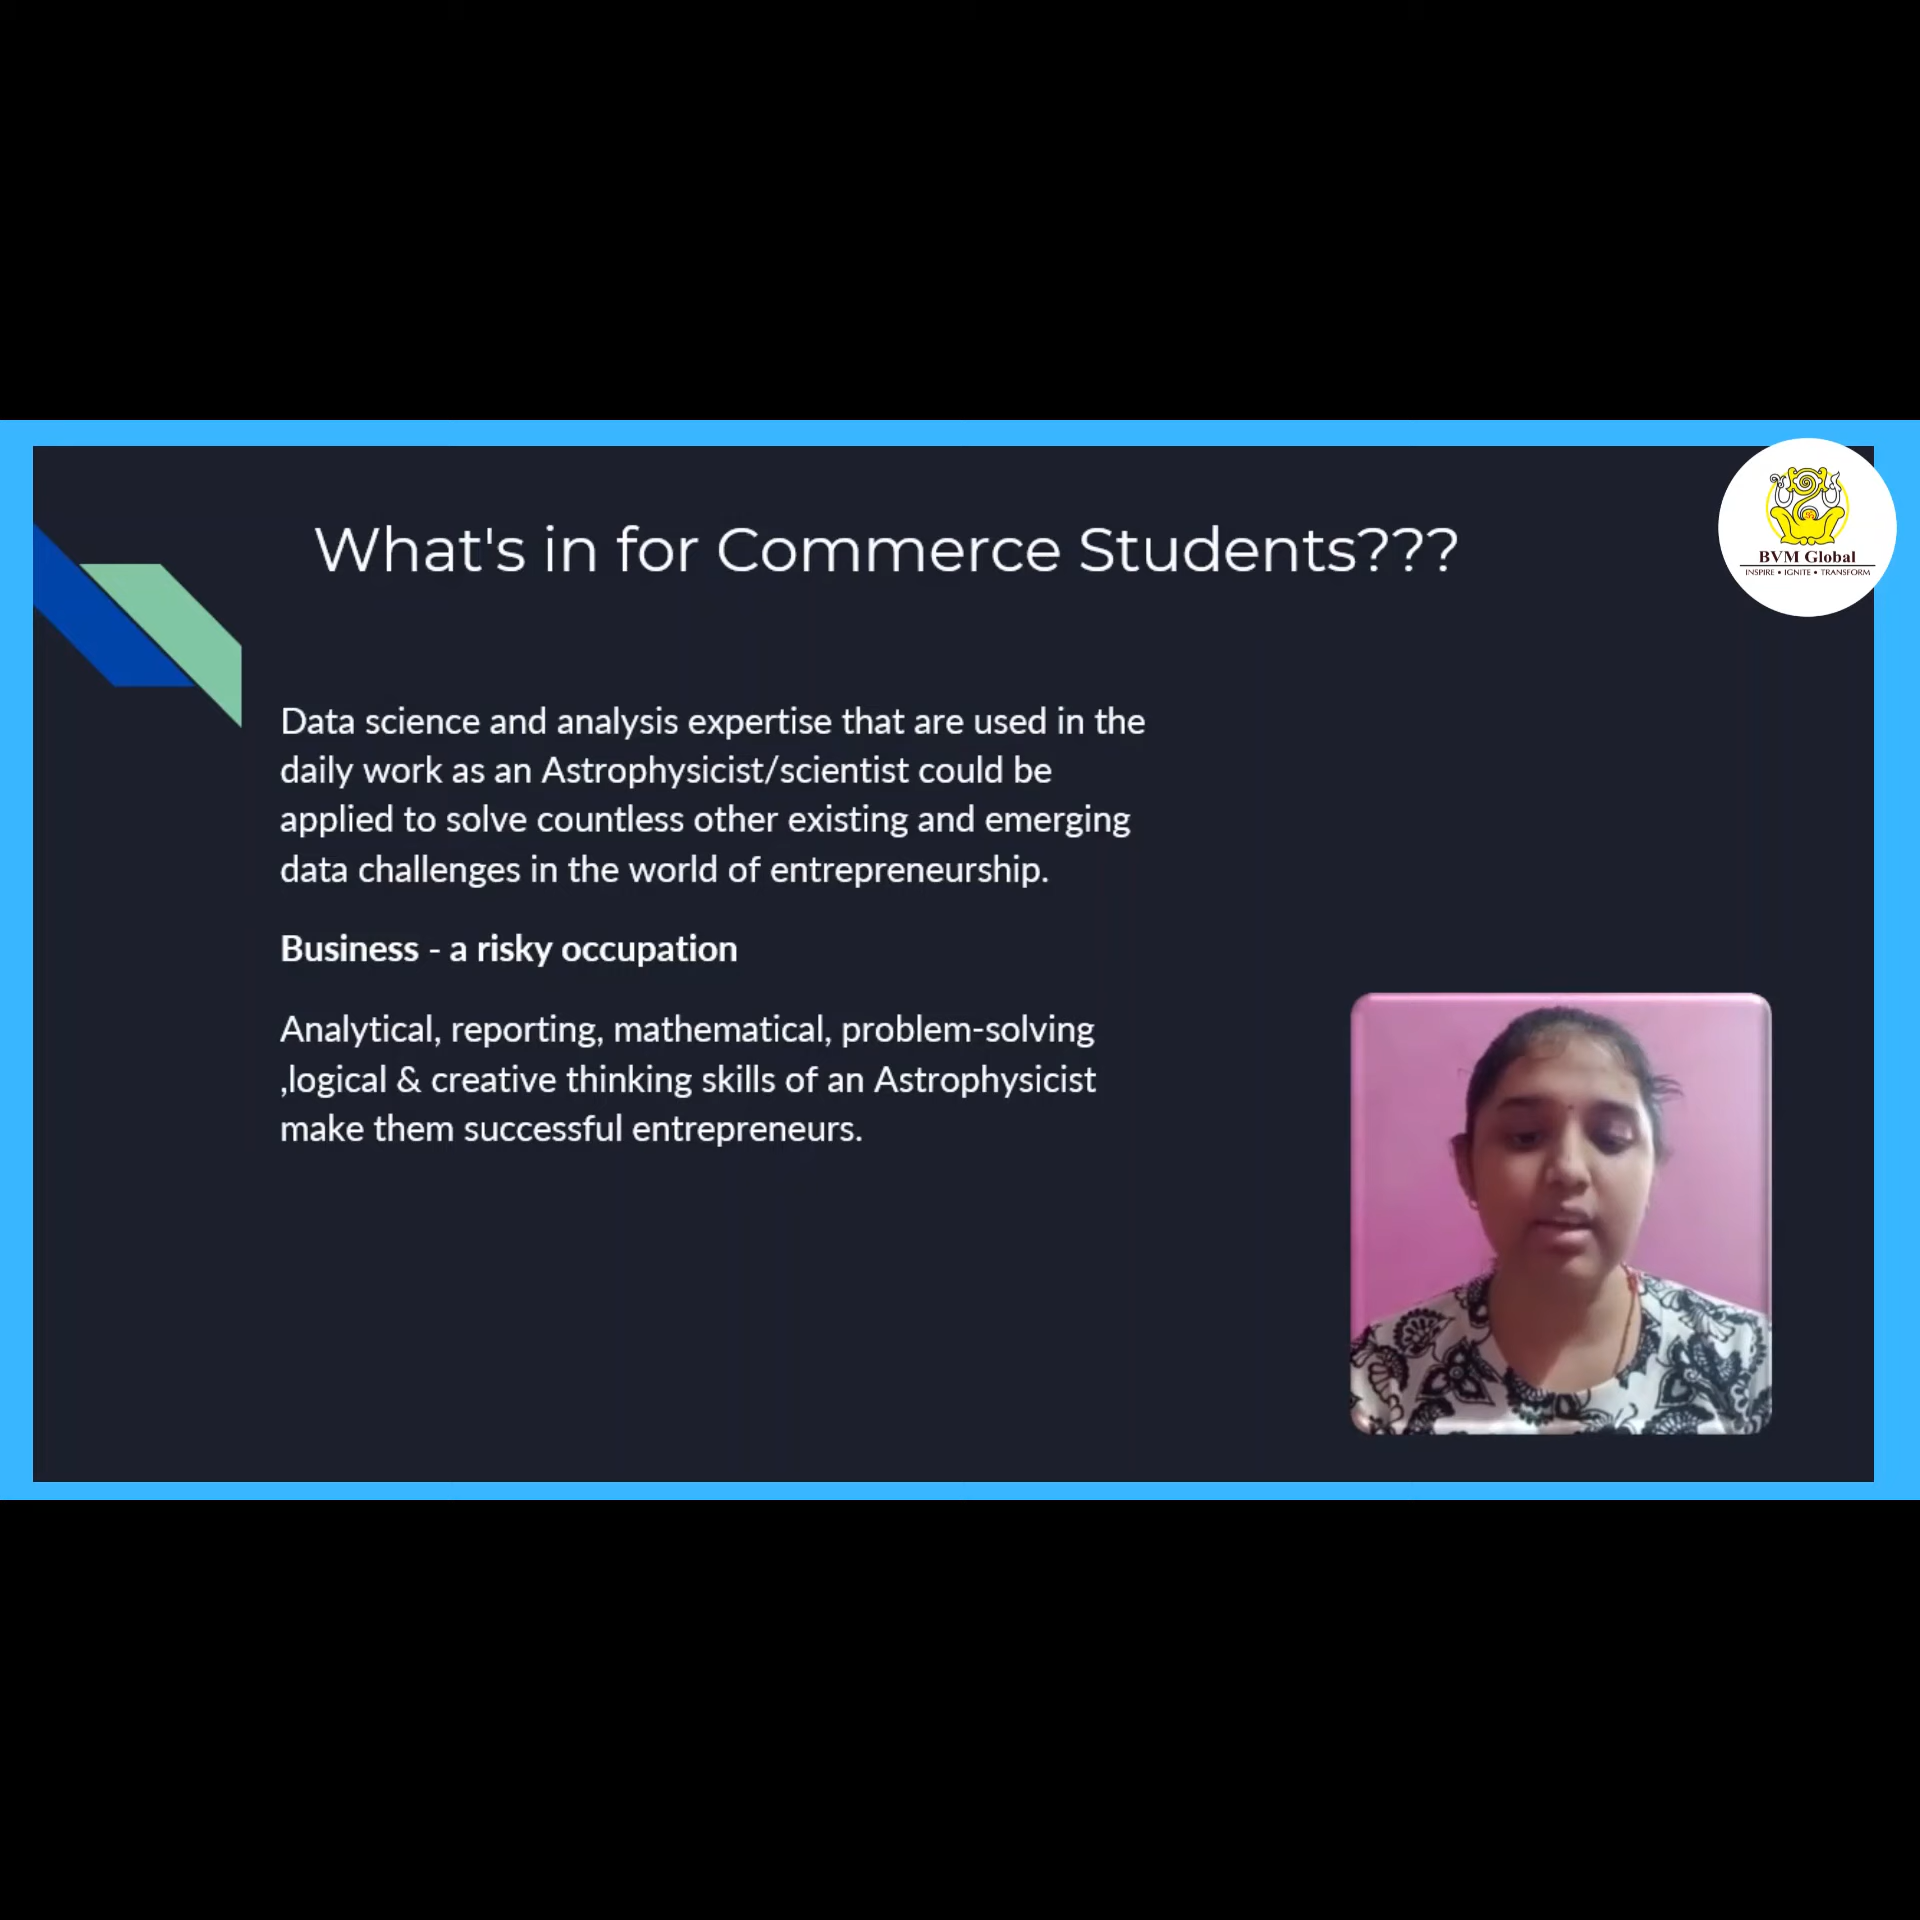 What's in for Commerce Students???
BVM Global
INSPIRE • IGNITE • TRANSFORM
Data science and analysis expertise that are used in the
daily work as an Astrophysicist/scientist could be
applied to solve countless other existing and emerging
data challenges in the world of entrepreneurship.
Business - a risky occupation
Analytical, reporting, mathematical, problem-solving
,logical & creative thinking skills of an Astrophysicist
make them successful entrepreneurs.